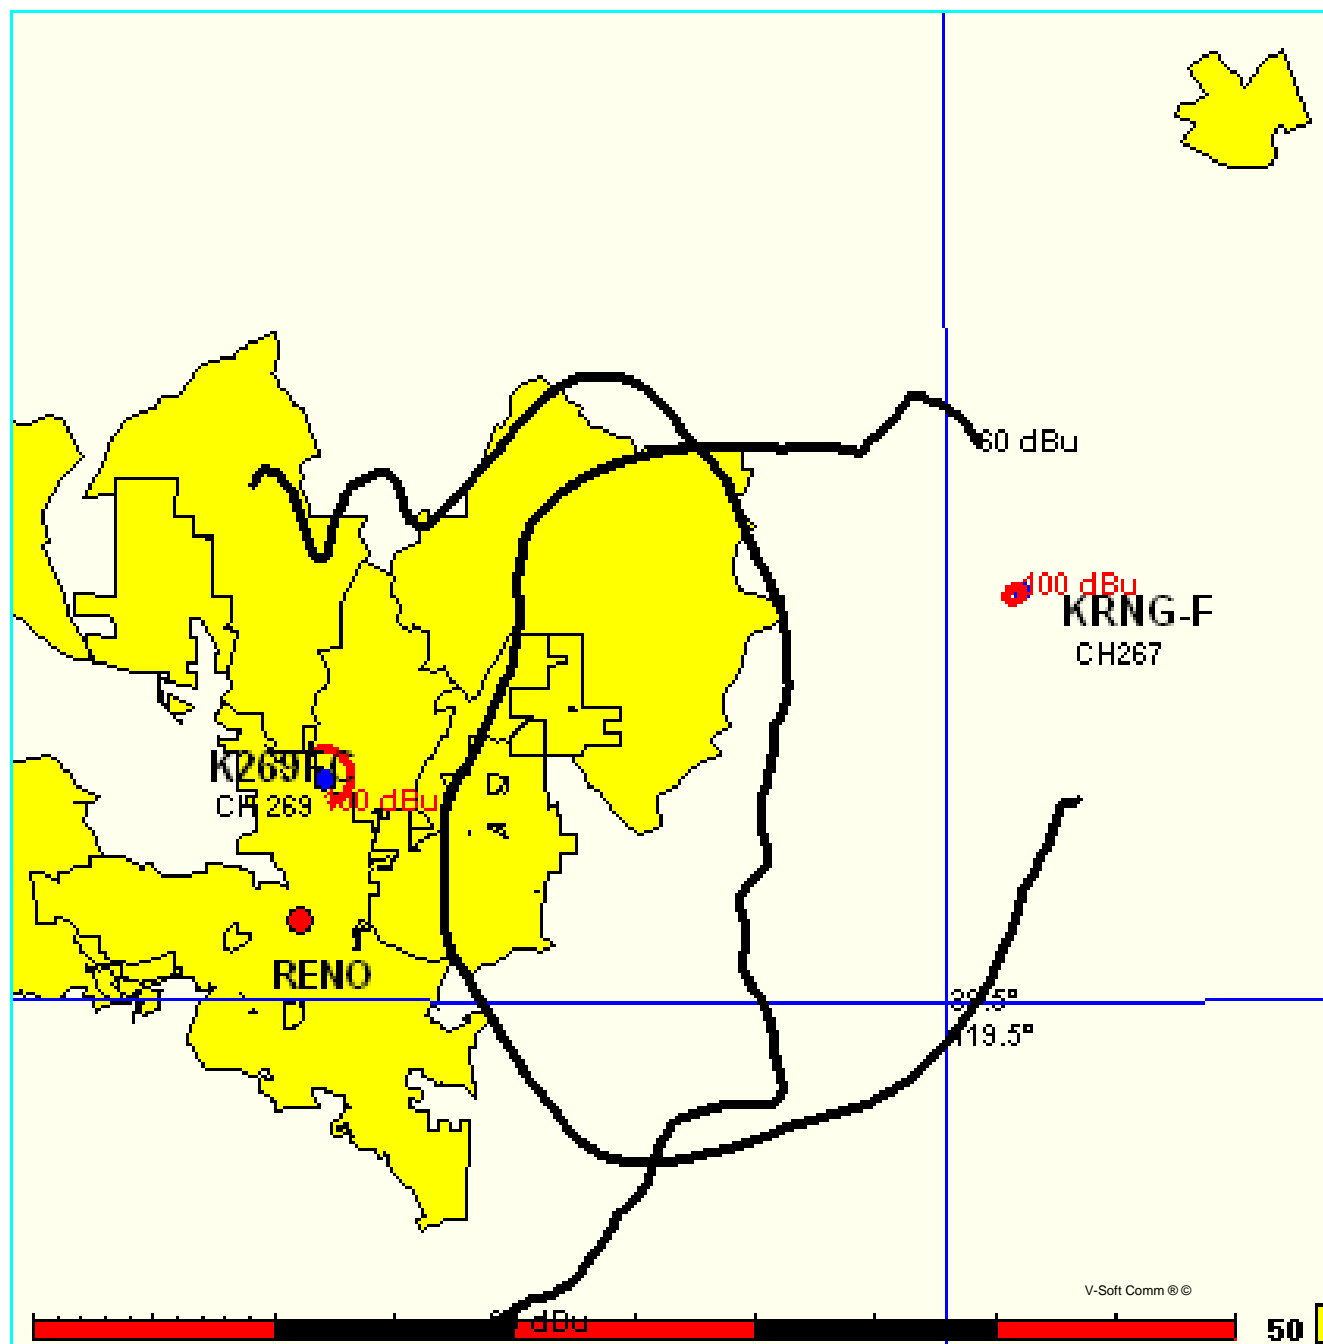 60 dBu
100 dBu
KRNG-F
CH267
K269FC
CH 269
100 dBu
RENO
39.5°
119.5°
V-Soft Comm ® ©
dBu
50